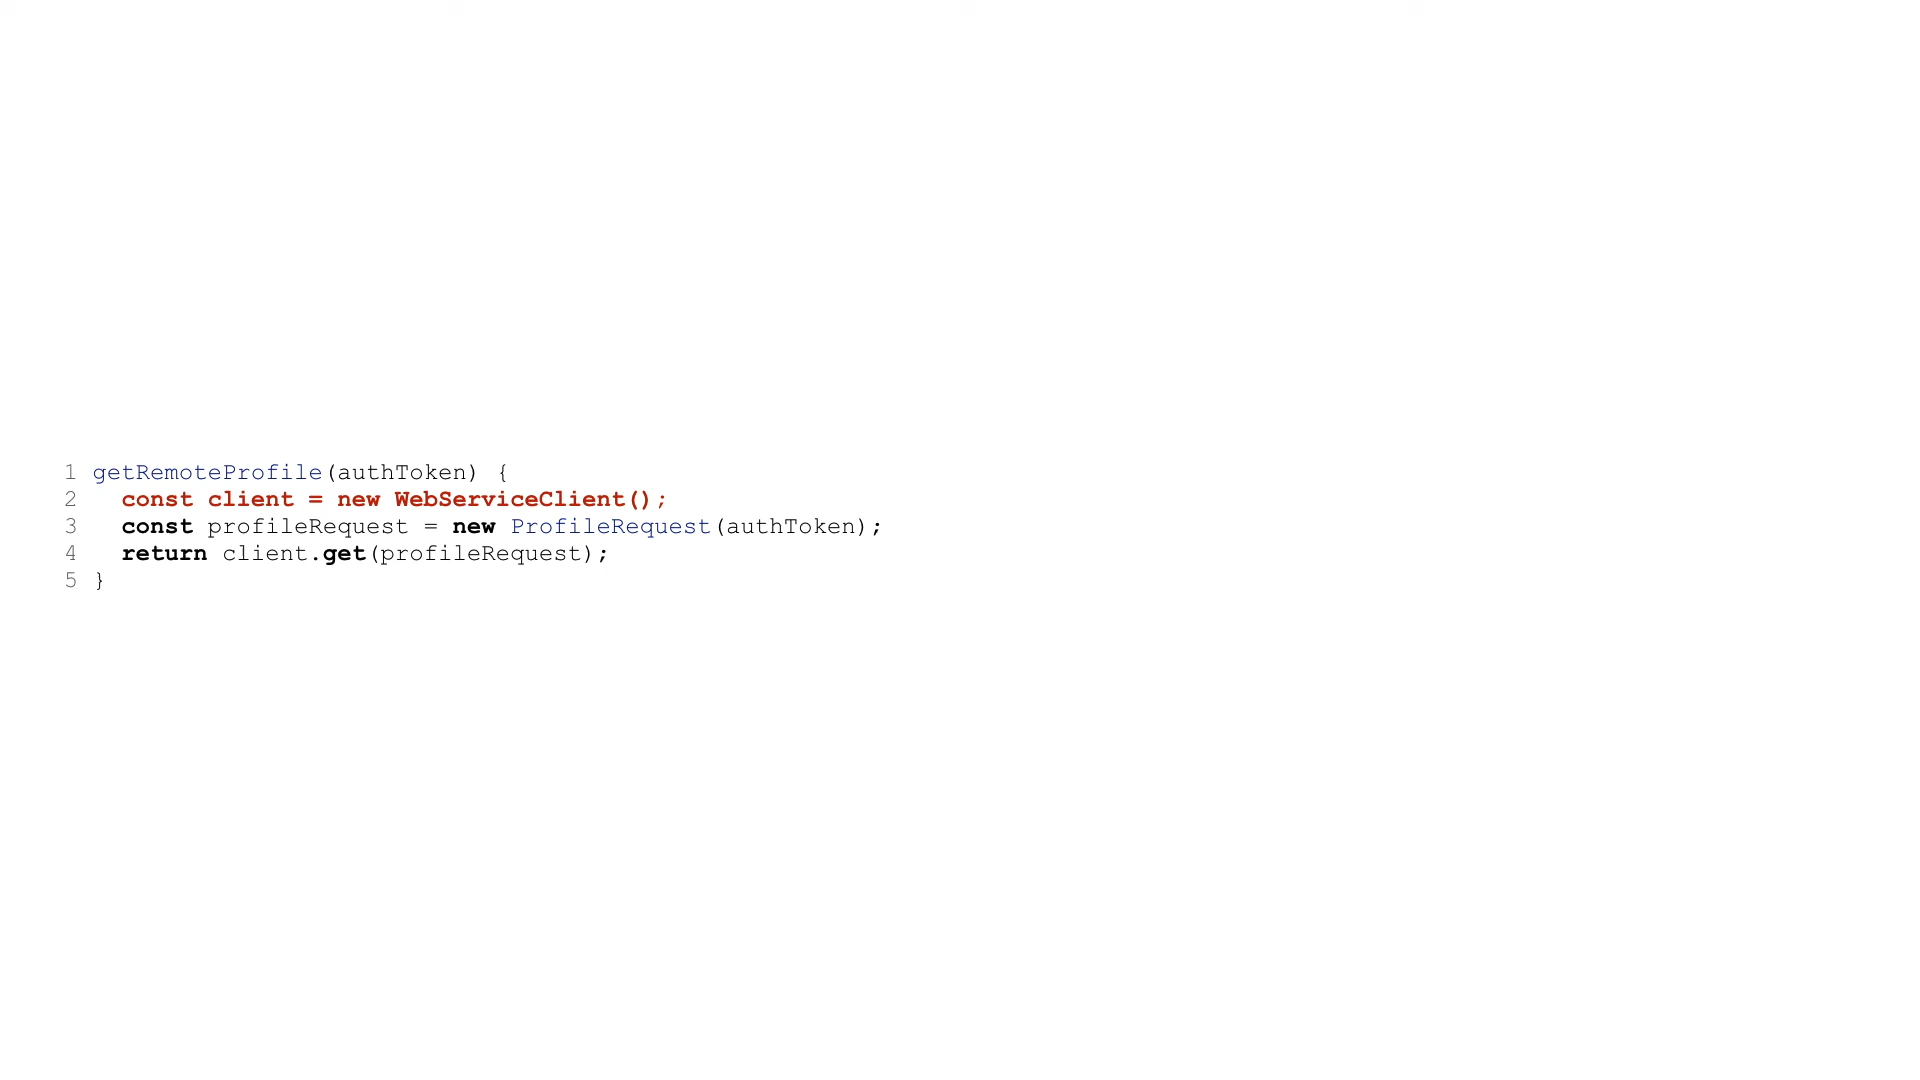 1 getRemoteProfile(authToken) {
2   const client = new WebServiceClient();
3   const profileRequest = new ProfileRequest(authToken);
4   return client.get(profileRequest);
5 }